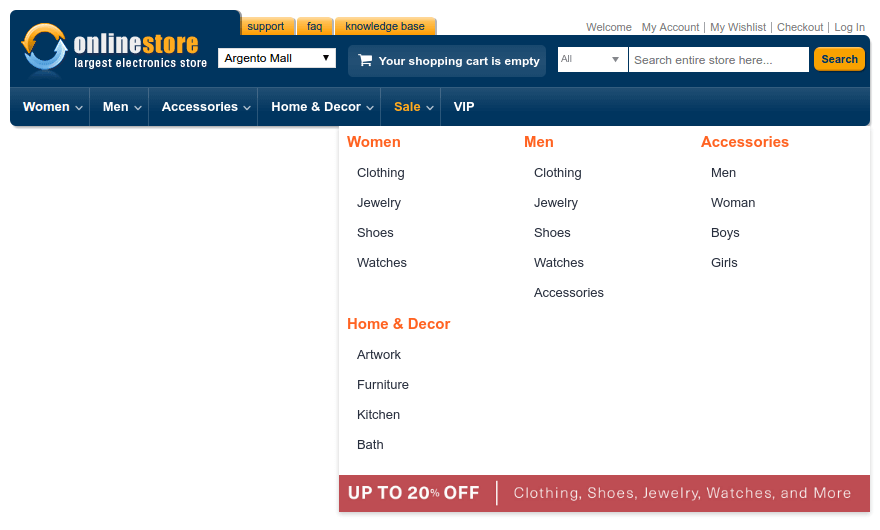 support faq knowledge base
Welcome My Account | My Wishlist | Checkout | Log In
onlinestore
largest electronics store
Argento Mall
Your shopping cart is empty
All
Search entire store here...
Search
Women Men Accessories Home & Decor Sale VIP
Women Men Accessories
Clothing Clothing Men
Jewelry Jewelry Woman
Shoes Shoes Boys
Watches Watches Girls
Accessories
Home & Decor
Artwork
Furniture
Kitchen
Bath
UP TO 20% OFF | Clothing, Shoes, Jewelry, Watches, and More